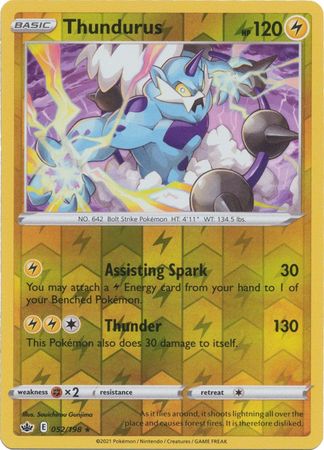 BASIC Thundurus HP 120
NO. 642 Bolt Strike Pokémon HT: 4'11" WT: 134.5 lbs.
Assisting Spark 30
You may attach a Energy card from your hand to 1
of your Benched Pokémon.
Thunder 130
This Pokémon also does 30 damage to itself.
weakness ×2 resistance retreat
Illus. Souichirou Gunjima
As it flies around, it shoots lightning all over
the place and causes forest fires. It is therefore disliked.
E 052/198 ★
©2021 Pokémon / Nintendo / Creatures / GAME FREAK